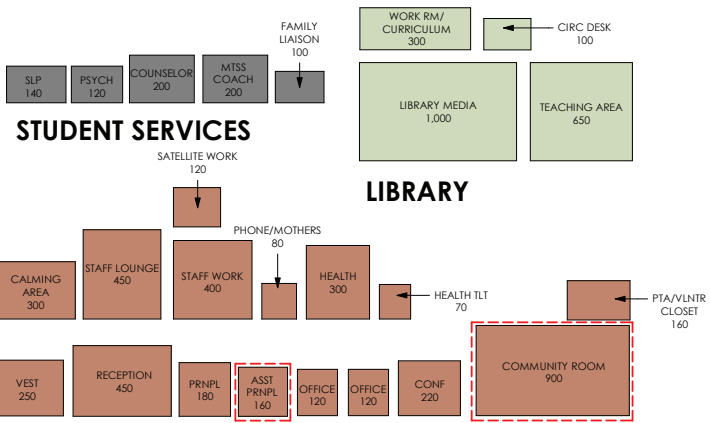 FAMILY
LIAISON
100
SLP
140
PSYCH
120
COUNSELOR
200
MTSS
COACH
200
STUDENT SERVICES
WORK RM/
CURRICULUM
300
CIRC DESK
100
LIBRARY MEDIA
1,000
TEACHING AREA
650
LIBRARY
SATELLITE WORK
120
CALMING
AREA
300
STAFF LOUNGE
450
STAFF WORK
400
PHONE/MOTHERS
80
HEALTH
300
HEALTH TLT
70
PTA/VLNTR
CLOSET
160
VEST
250
RECEPTION
450
PRNPL
180
ASST
PRNPL
160
OFFICE
120
OFFICE
120
CONF
220
COMMUNITY ROOM
900